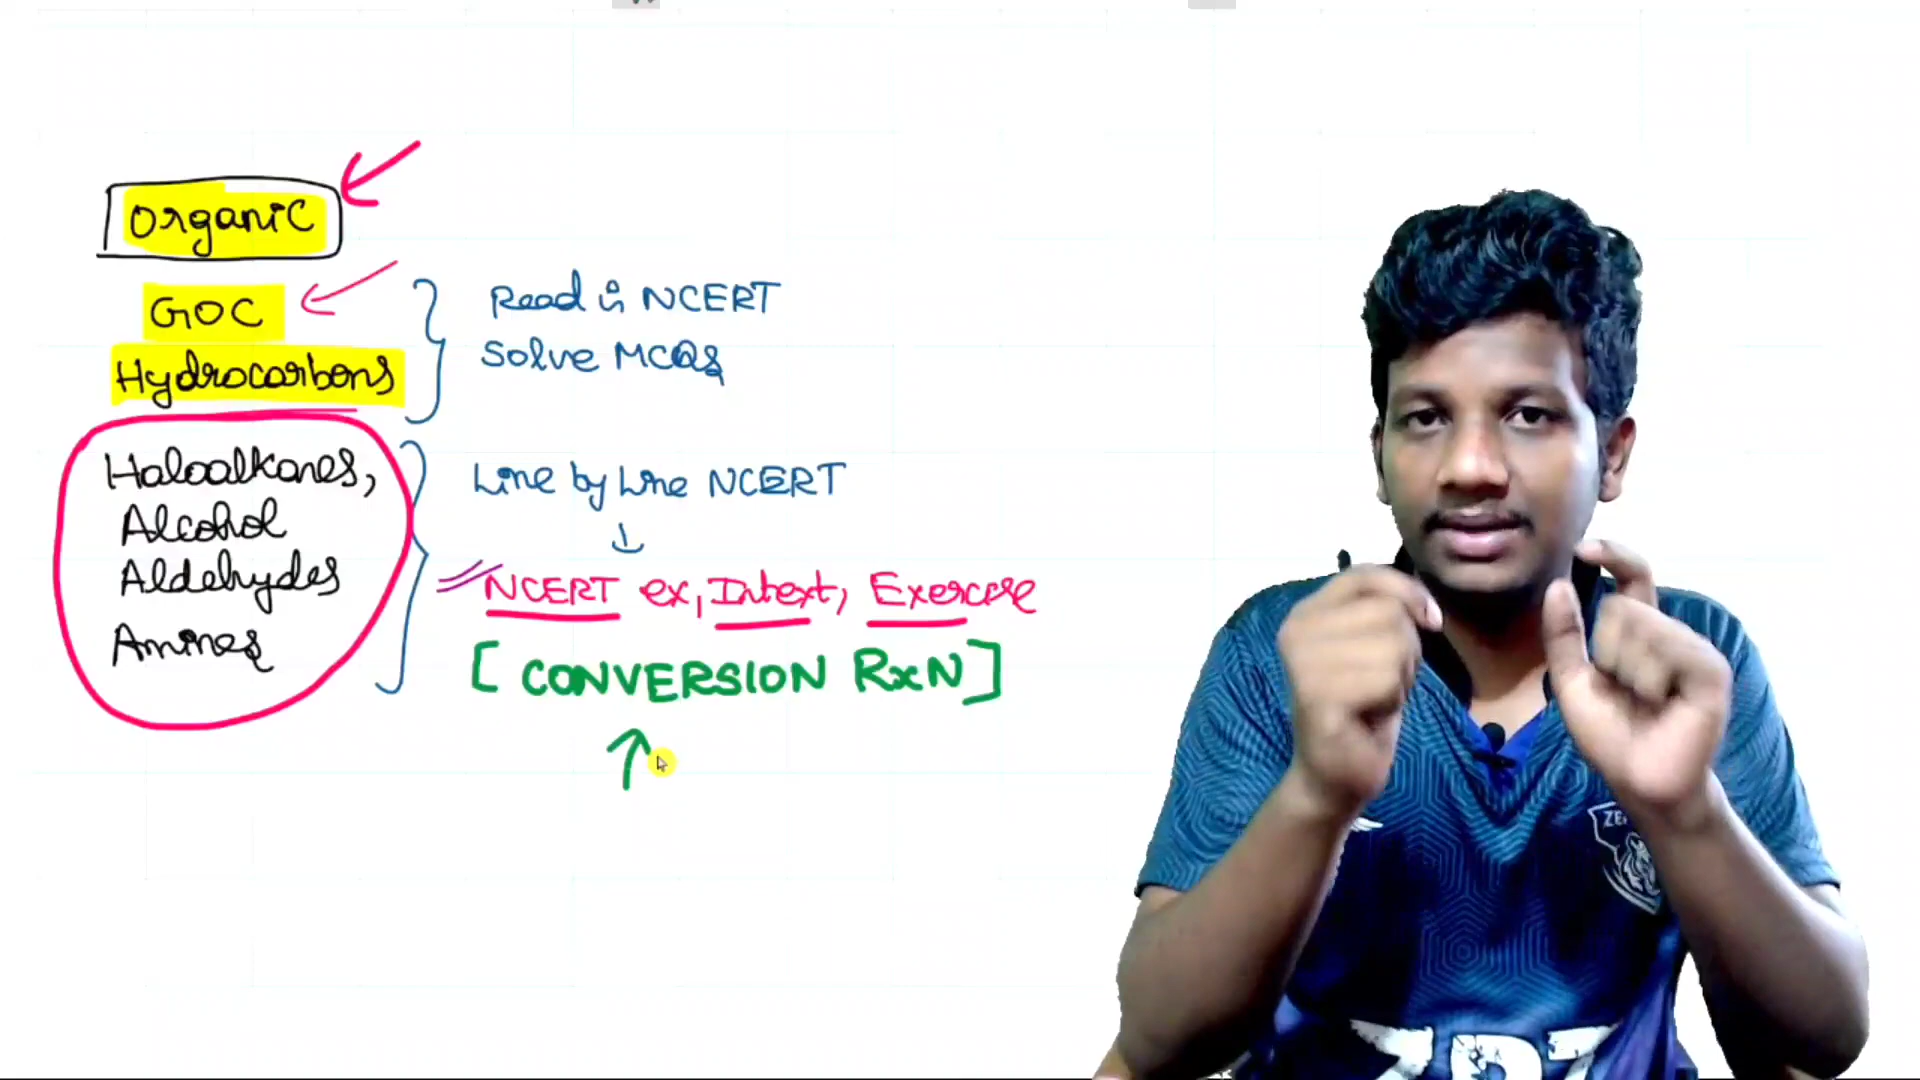 Organic
GOC
Hydrocarbons
Read in NCERT
Solve MCQs
Haloalkanes,
Alcohol
Aldehydes
Amines
Line by Line NCERT
NCERT ex, Intext, Exercise
[ CONVERSION RxN ]